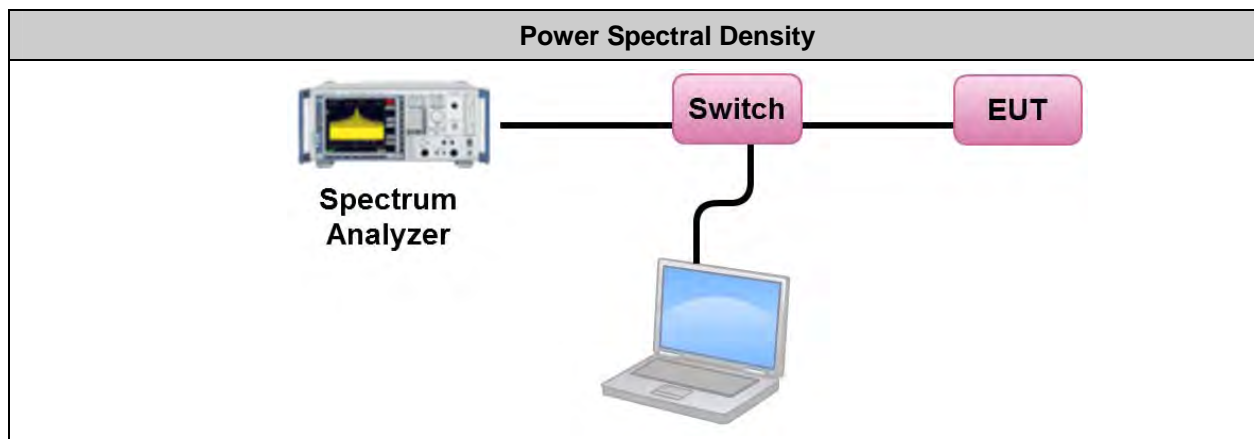 Power Spectral Density
Switch
EUT
Spectrum
Analyzer